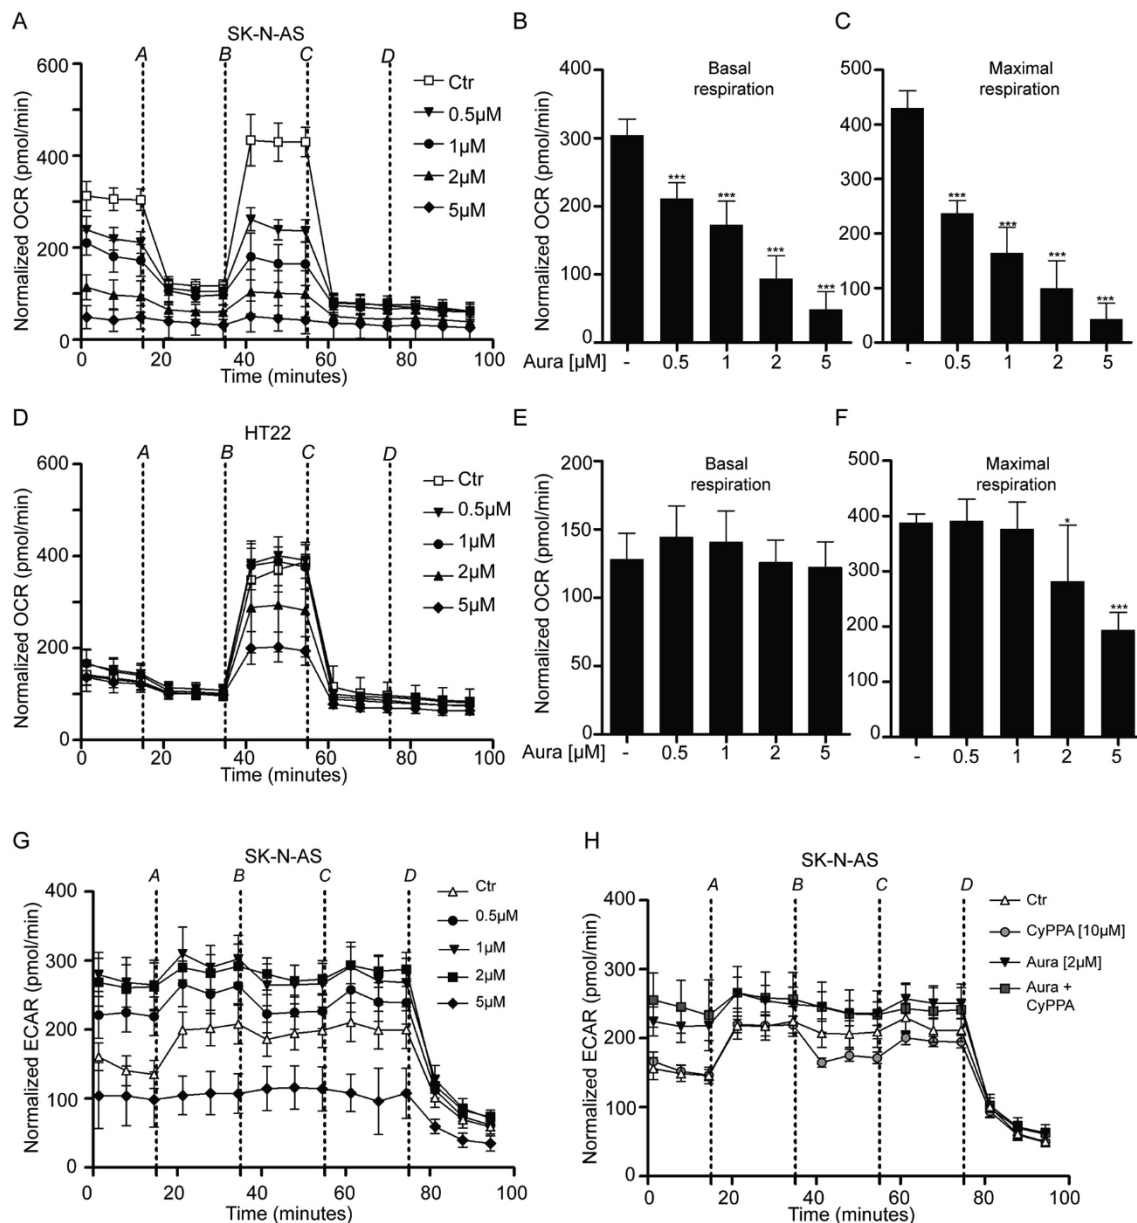 A
SK-N-AS
A
B
C
D
600
400
200
0
Normalized OCR (pmol/min)
0
20
40
60
80
100
Time (minutes)
Ctr
0.5µM
1µM
2µM
5µM
B
Basal
respiration
400
300
200
100
0
Normalized OCR (pmol/min)
***
***
***
***
Aura [µM]
-
0.5
1
2
5
C
Maximal
respiration
500
400
300
200
100
0
***
***
***
***
-
0.5
1
2
5
D
HT22
A
B
C
D
600
400
200
0
Normalized OCR (pmol/min)
0
20
40
60
80
100
Time (minutes)
Ctr
0.5µM
1µM
2µM
5µM
E
Basal
respiration
200
150
100
50
0
Normalized OCR (pmol/min)
Aura [µM]
-
0.5
1
2
5
F
Maximal
respiration
500
400
300
200
100
0
*
***
-
0.5
1
2
5
G
SK-N-AS
A
B
C
D
400
300
200
100
0
Normalized ECAR (pmol/min)
0
20
40
60
80
100
Time (minutes)
Ctr
0.5µM
1µM
2µM
5µM
H
SK-N-AS
A
B
C
D
400
300
200
100
0
Normalized ECAR (pmol/min)
0
20
40
60
80
100
Time (minutes)
Ctr
CyPPA [10µM]
Aura [2µM]
Aura +
CyPPA